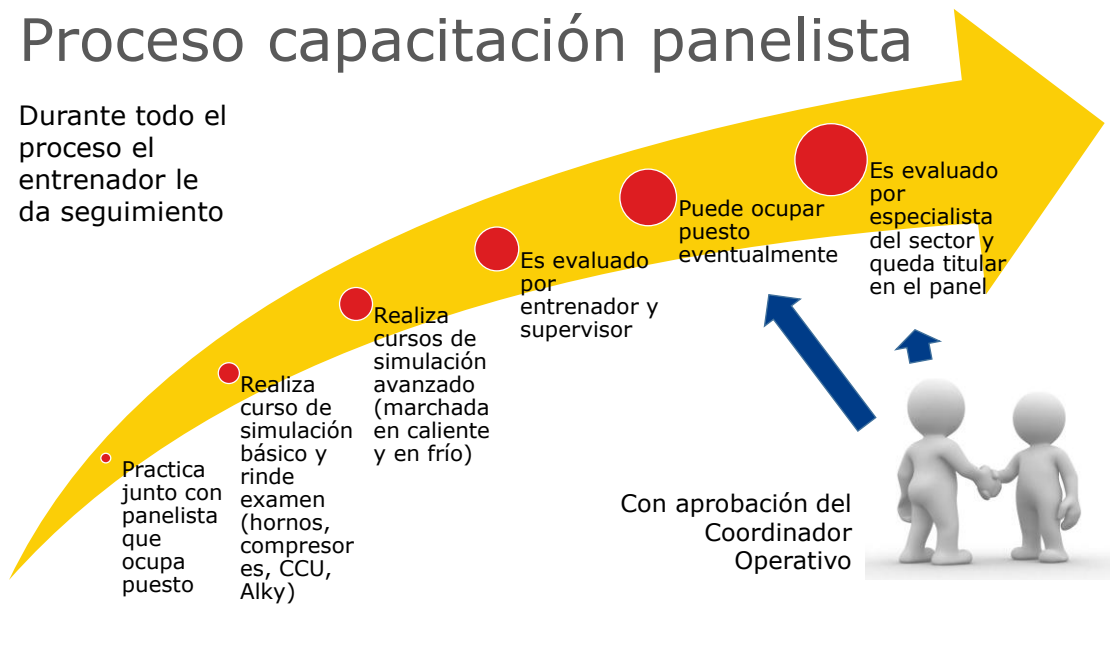 Proceso capacitación panelista
Durante todo el
proceso el
entrenador le
da seguimiento
Practica
junto con
panelista
que
ocupa
puesto
Realiza
curso de
simulación
básico y
rinde
examen
(hornos,
compresor
es, CCU,
Alky)
Realiza
cursos de
simulación
avanzado
(marchada
en caliente
y en frío)
Es evaluado
por
entrenador y
supervisor
Puede ocupar
puesto
eventualmente
Es evaluado
por
especialista
del sector y
queda titular
en el panel
Con aprobación del
Coordinador
Operativo